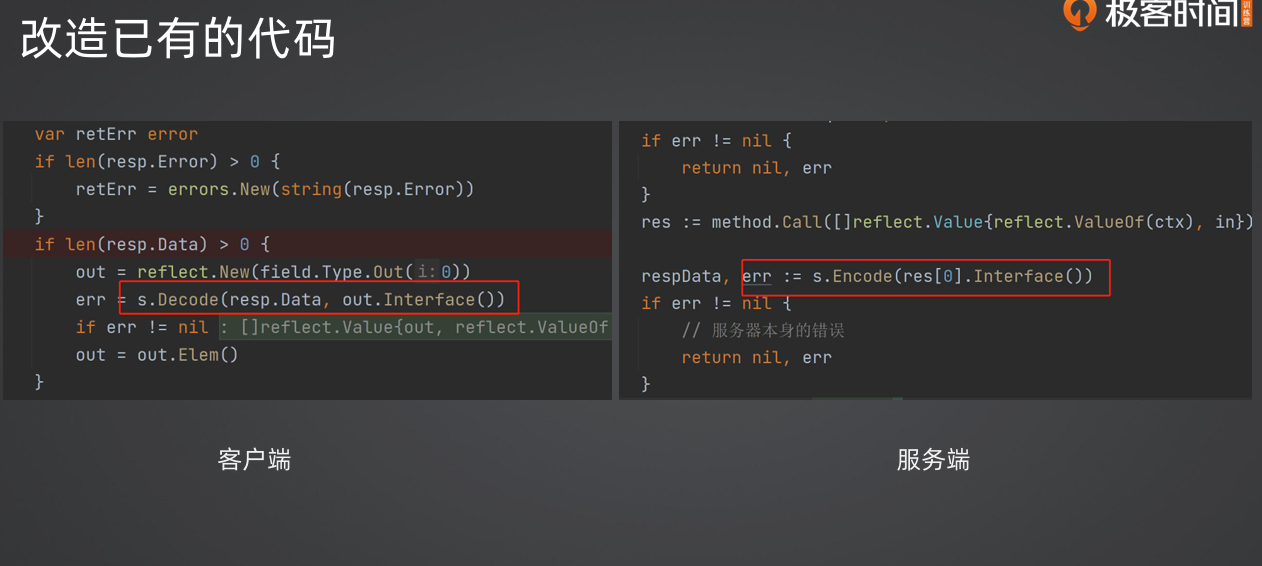 改造已有的代码
极客时间
训练营
var retErr error
if len(resp.Error) > 0 {
retErr = errors.New(string(resp.Error))
}
if len(resp.Data) > 0 {
out = reflect.New(field.Type.Out(i:0))
err = s.Decode(resp.Data, out.Interface())
if err != nil : []reflect.Value{out, reflect.ValueOf
out = out.Elem()
}
if err != nil {
return nil, err
}
res := method.Call([]reflect.Value{reflect.ValueOf(ctx), in})
respData, err := s.Encode(res[0].Interface())
if err != nil {
// 服务器本身的错误
return nil, err
}
客户端
服务端